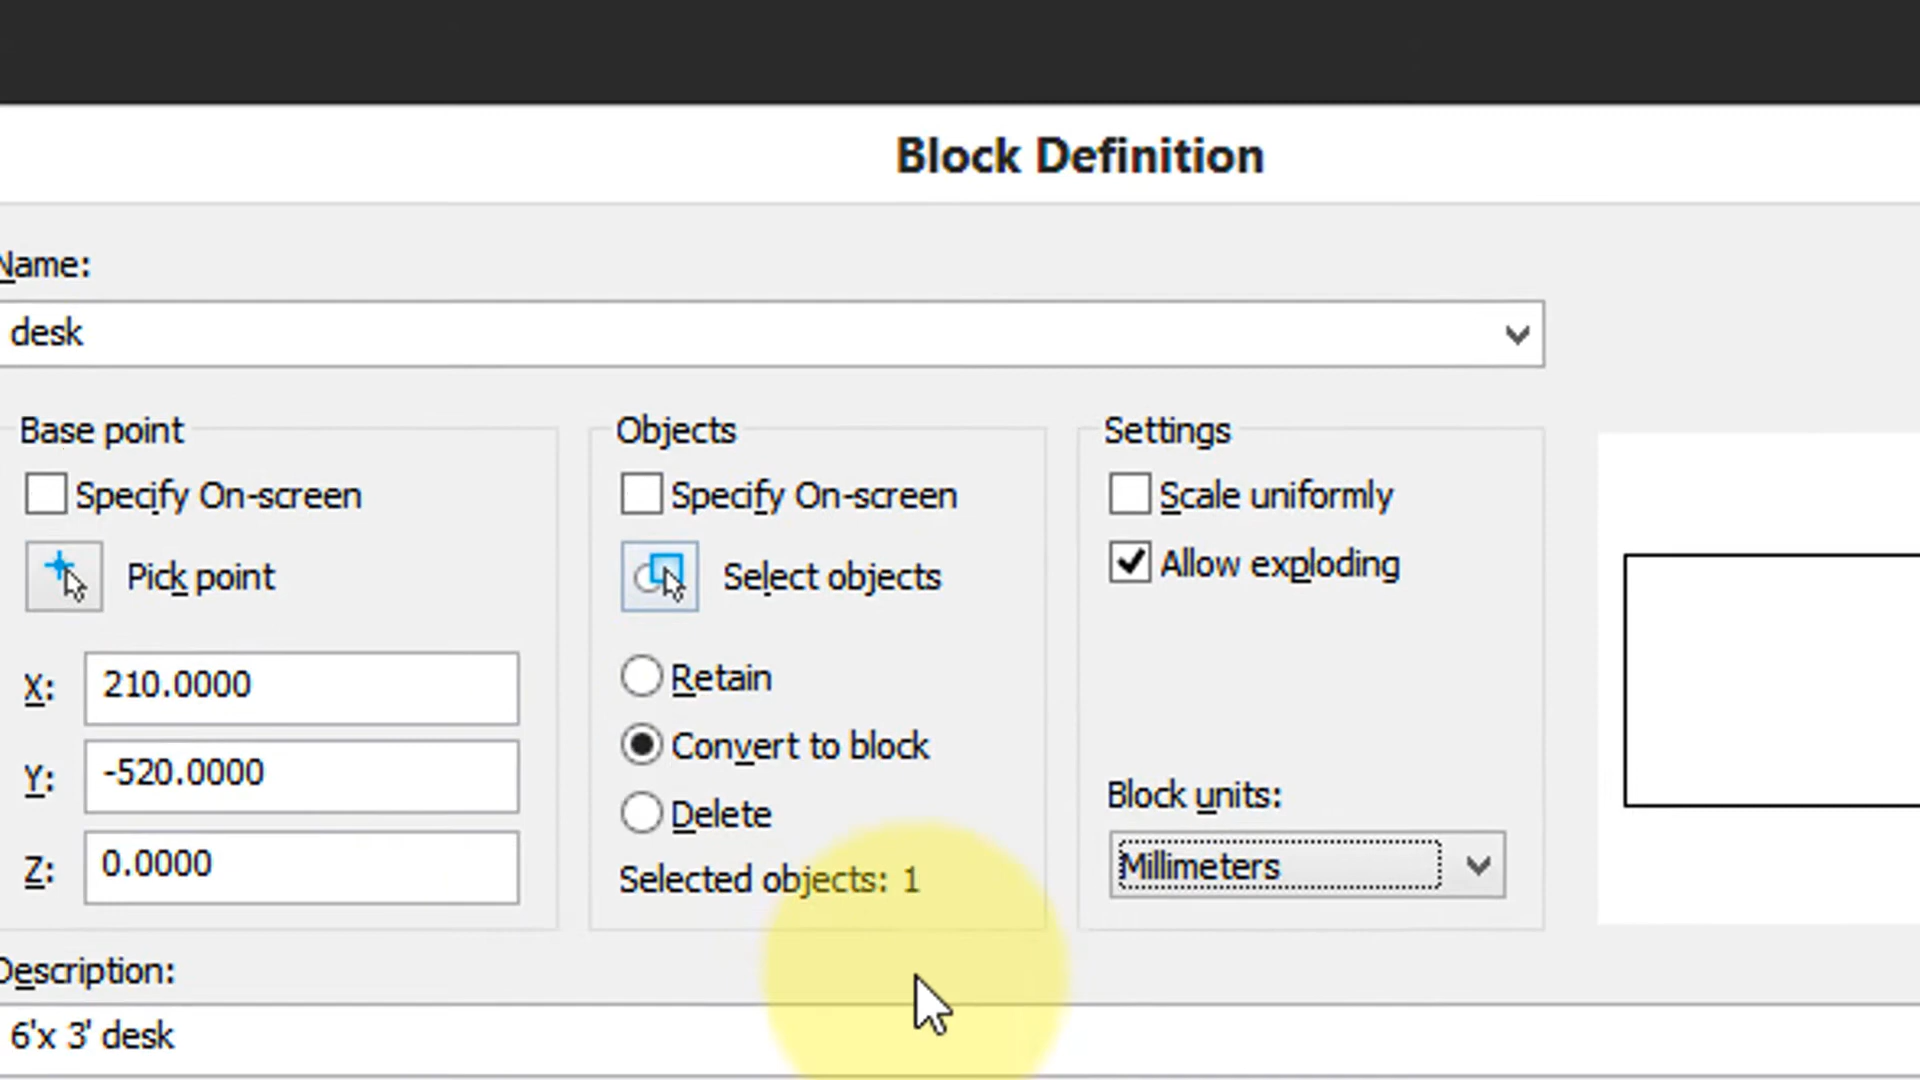 Block Definition
Name:
desk
Base point
Specify On-screen
Pick point
X: 210.0000
Y: -520.0000
Z: 0.0000
Objects
Specify On-screen
Select objects
Retain
Convert to block
Delete
Selected objects: 1
Settings
Scale uniformly
Allow exploding
Block units:
Millimeters
Description:
6'x 3' desk